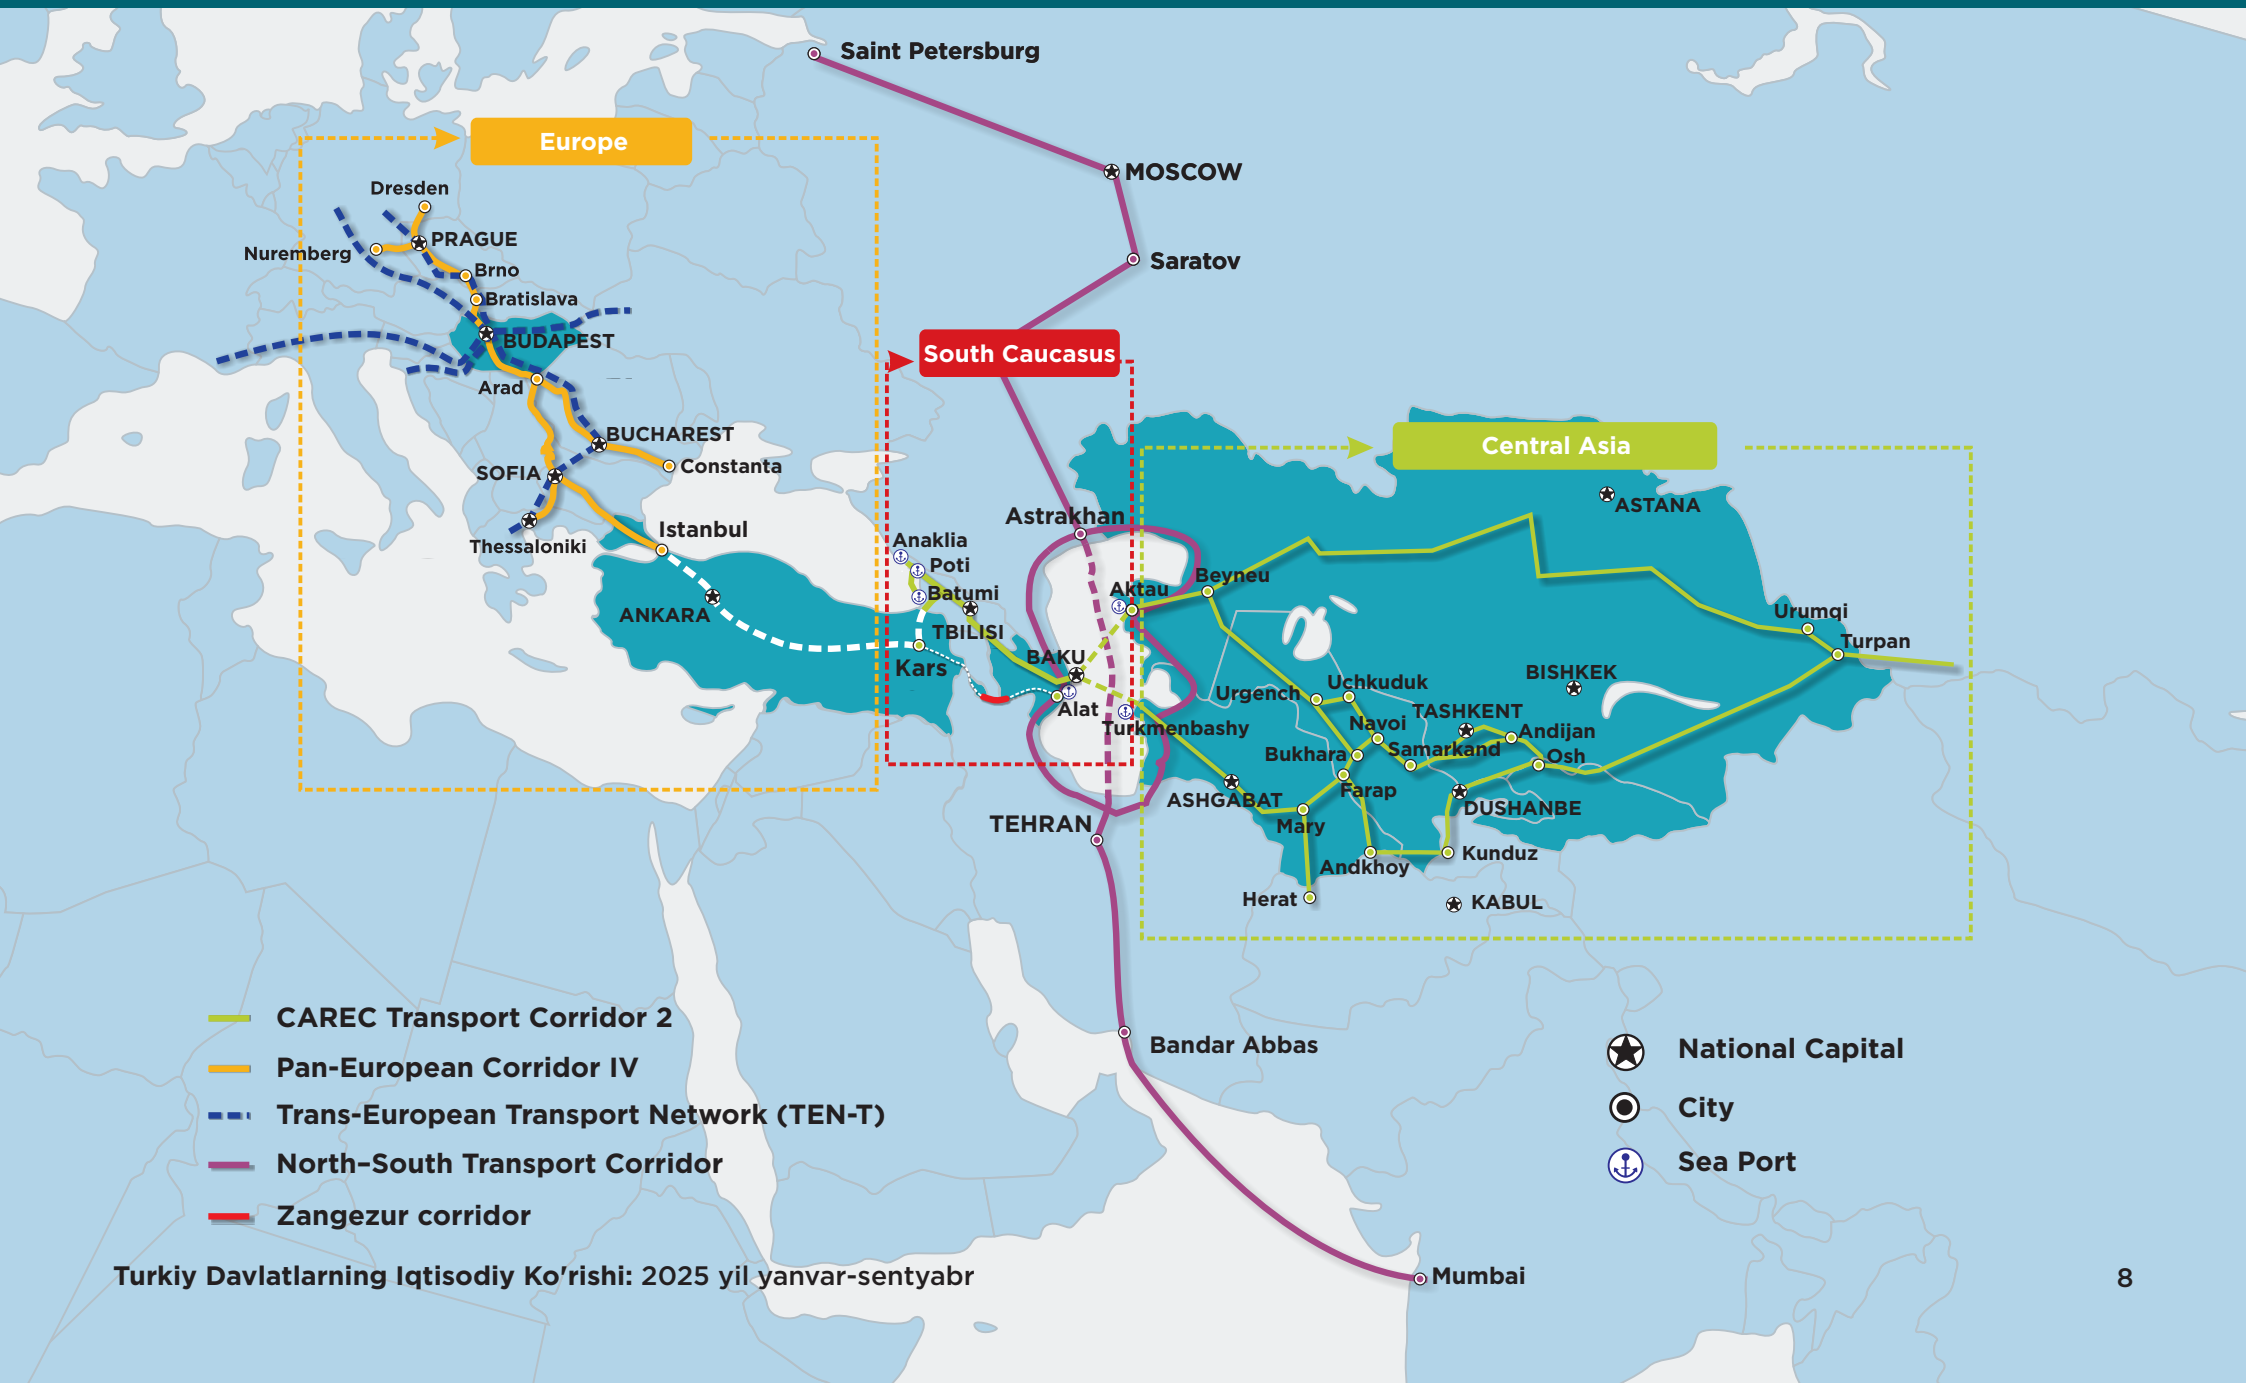 Saint Petersburg
MOSCOW
Saratov
Europe
Dresden
PRAGUE
Nuremberg
Brno
Bratislava
BUDAPEST
Arad
BUCHAREST
Constanta
SOFIA
Thessaloniki
Istanbul
ANKARA
South Caucasus
Astrakhan
Anaklia
Poti
Batumi
TBILISI
Kars
BAKU
Alat
Aktau
Turkmenbashy
Central Asia
ASTANA
Beyneu
Urumqi
Turpan
BISHKEK
Urgench
Uchkuduk
TASHKENT
Navoi
Andijan
Bukhara
Samarkand
Osh
Farap
ASHGABAT
DUSHANBE
Mary
Andkhoy
Kunduz
Herat
KABUL
TEHRAN
Bandar Abbas
Mumbai
CAREC Transport Corridor 2
Pan-European Corridor IV
Trans-European Transport Network (TEN-T)
North–South Transport Corridor
Zangezur corridor
National Capital
City
Sea Port
Turkiy Davlatlarning Iqtisodiy Ko'rishi: 2025 yil yanvar-sentyabr
8